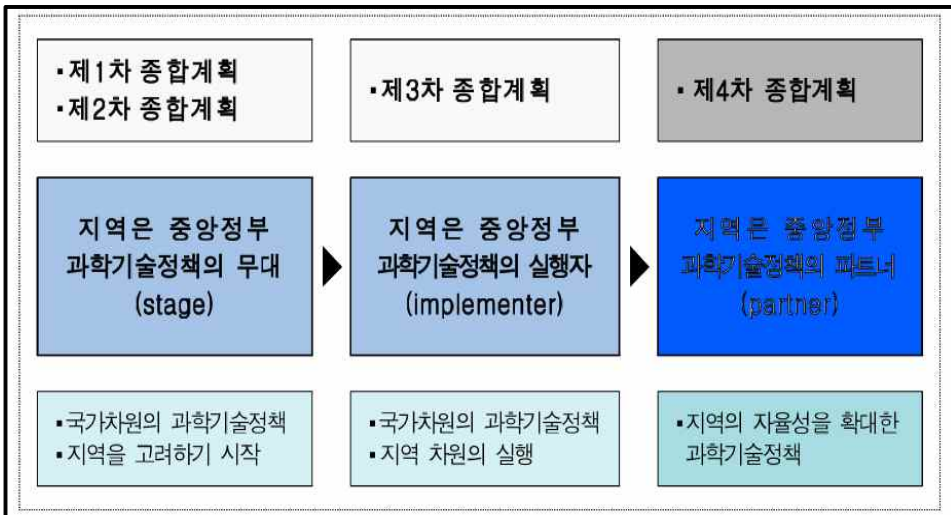 ▪제1차 종합계획
▪제2차 종합계획
▪제3차 종합계획
▪ 제4차 종합계획
지역은 중앙정부
과학기술정책의 무대
(stage)
지역은 중앙정부
과학기술정책의 실행자
(implementer)
지역은 중앙정부
과학기술정책의 파트너
(partner)
▪국가차원의 과학기술정책
▪지역을 고려하기 시작
▪국가차원의 과학기술정책
▪지역 차원의 실행
▪지역의 자율성을 확대한
과학기술정책